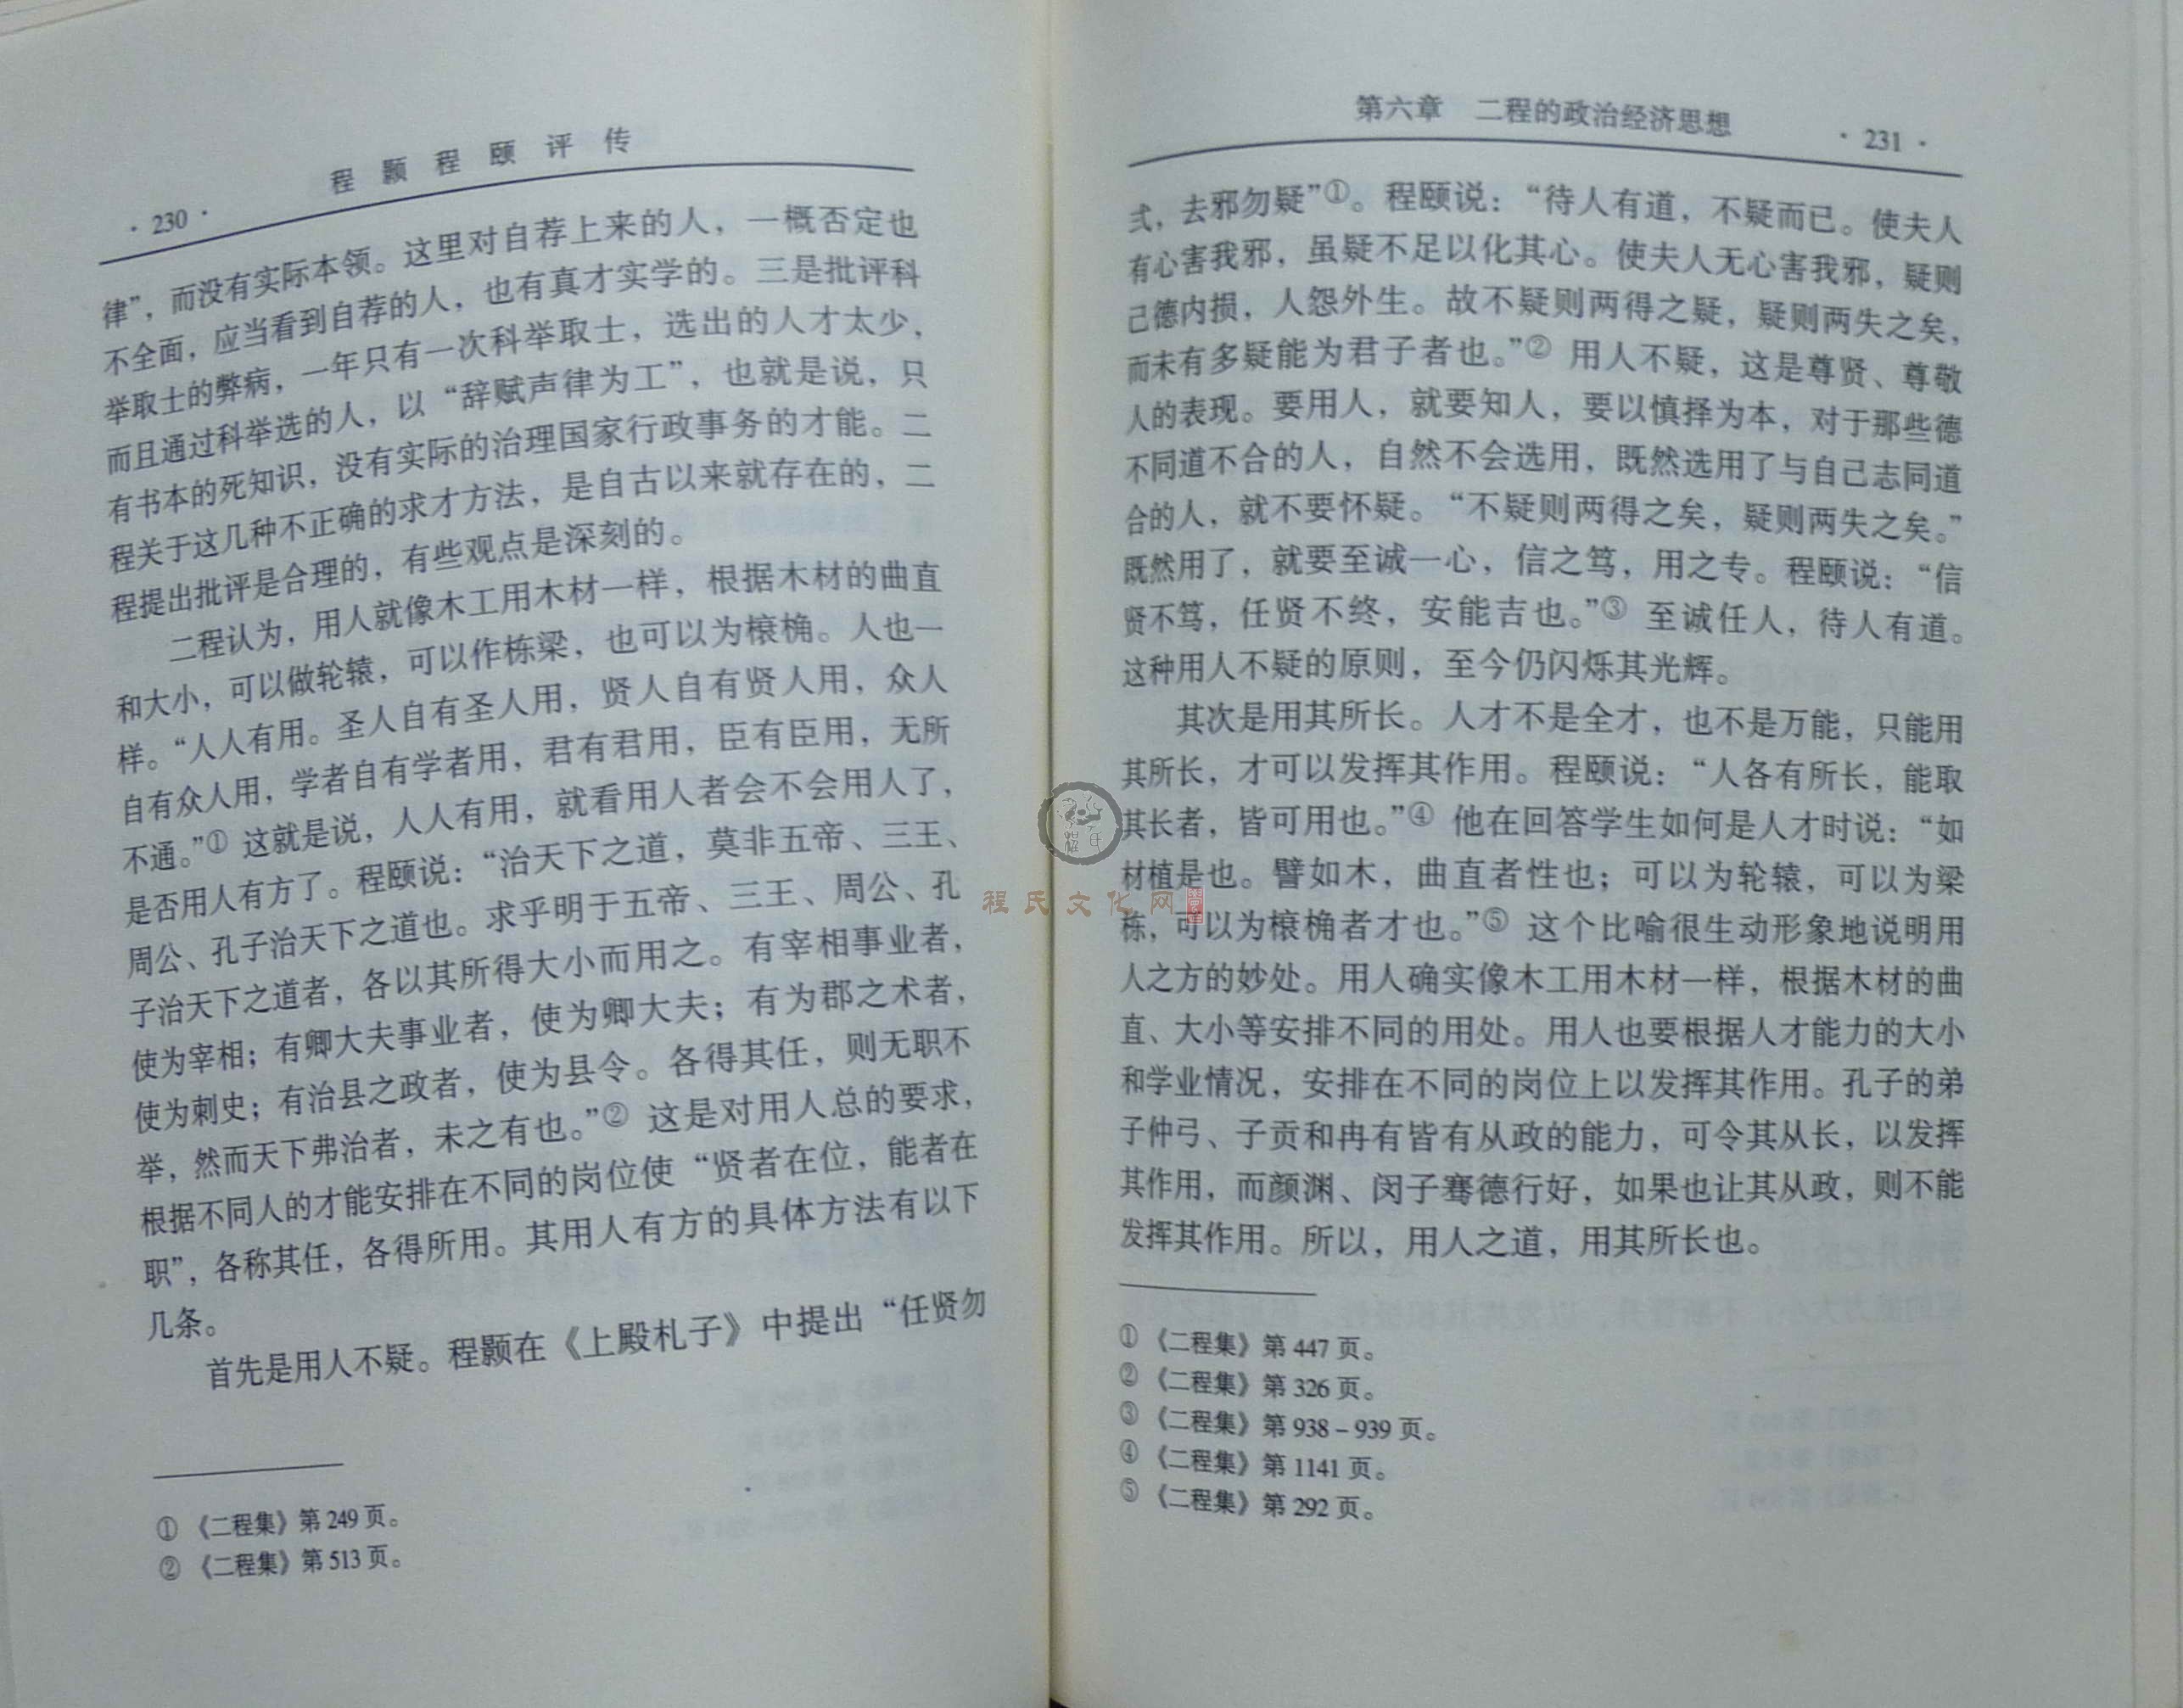 程颢程颐评传
·230·
律”，而没有实际本领。这里对自荐上来的人，一概否定也
不全面，应当看到自荐的人，也有真才实学的。三是批评科
举取士的弊病，一年只有一次科举取士，选出的人才太少，
而且通过科举选的人，以“辞赋声律为工”，也就是说，只
有书本的死知识，没有实际的治理国家行政事务的才能。二
程关于这几种不正确的求才方法，是自古以来就存在的，二
程提出批评是合理的，有些观点是深刻的。
二程认为，用人就像木工用木材一样，根据木材的曲直
和大小，可以做轮辕，可以作栋梁，也可以为榱桷。人也一
样。“人人有用。圣人自有圣人用，贤人自有贤人用，众人
自有众人用，学者自有学者用，君有君用，臣有臣用，无所
不通。”① 这就是说，人人有用，就看用人者会不会用人了，
是否用人有方了。程颐说：“治天下之道，莫非五帝、三王、
周公、孔子治天下之道也。求乎明于五帝、三王、周公、孔
子治天下之道者，各以其所得大小而用之。有宰相事业者，
使为宰相；有卿大夫事业者，使为卿大夫；有为郡之术者，
使为刺史；有治县之政者，使为县令。各得其任，则无职不
举，然而天下弗治者，未之有也。”② 这是对用人总的要求，
根据不同人的才能安排在不同的岗位使“贤者在位，能者在
职”，各称其任，各得所用。其用人有方的具体方法有以下
几条。
首先是用人不疑。程颢在《上殿札子》中提出“任贤勿
① 《二程集》第 249 页。
② 《二程集》第 513 页。
第六章　二程的政治经济思想
·231·
弍，去邪勿疑”①。程颐说：“待人有道，不疑而已。使夫人
有心害我邪，虽疑不足以化其心。使夫人无心害我邪，疑则
己德内损，人怨外生。故不疑则两得之疑，疑则两失之矣，
而未有多疑能为君子者也。”② 用人不疑，这是尊贤、尊敬
人的表现。要用人，就要知人，要以慎择为本，对于那些德
不同道不合的人，自然不会选用，既然选用了与自己志同道
合的人，就不要怀疑。“不疑则两得之矣，疑则两失之矣。”
既然用了，就要至诚一心，信之笃，用之专。程颐说：“信
贤不笃，任贤不终，安能吉也。”③ 至诚任人，待人有道。
这种用人不疑的原则，至今仍闪烁其光辉。
其次是用其所长。人才不是全才，也不是万能，只能用
其所长，才可以发挥其作用。程颐说：“人各有所长，能取
其长者，皆可用也。”④ 他在回答学生如何是人才时说：“如
材植是也。譬如木，曲直者性也；可以为轮辕，可以为梁
栋，可以为榱桷者才也。”⑤ 这个比喻很生动形象地说明用
人之方的妙处。用人确实像木工用木材一样，根据木材的曲
直、大小等安排不同的用处。用人也要根据人才能力的大小
和学业情况，安排在不同的岗位上以发挥其作用。孔子的弟
子仲弓、子贡和冉有皆有从政的能力，可令其从长，以发挥
其作用，而颜渊、闵子骞德行好，如果也让其从政，则不能
发挥其作用。所以，用人之道，用其所长也。
① 《二程集》第 447 页。
② 《二程集》第 326 页。
③ 《二程集》第 938－939 页。
④ 《二程集》第 1141 页。
⑤ 《二程集》第 292 页。
程氏文化网